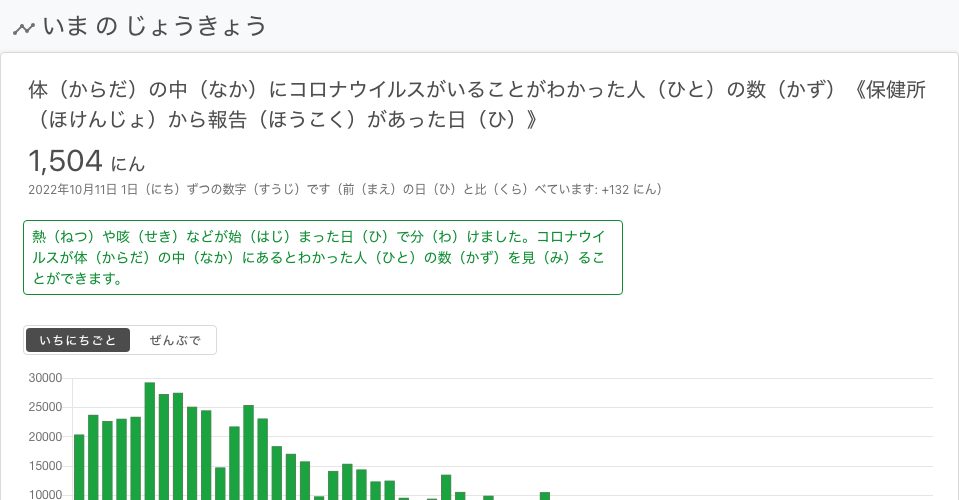 いま の じょうきょう
体（からだ）の中（なか）にコロナウイルスがいることがわかった人（ひと）の数（かず）《保健所
（ほけんじょ）から報告（ほうこく）があった日（ひ）》
1,504 にん
2022年10月11日 1日（にち）ずつの数字（すうじ）です（前（まえ）の日（ひ）と比（くら）べています: +132 にん）
熱（ねつ）や咳（せき）などが始（はじ）まった日（ひ）で分（わ）けました。コロナウイ
ルスが体（からだ）の中（なか）にあるとわかった人（ひと）の数（かず）を見（み）るこ
とができます。
いちにちごと ぜんぶで
30000
25000
20000
15000
10000